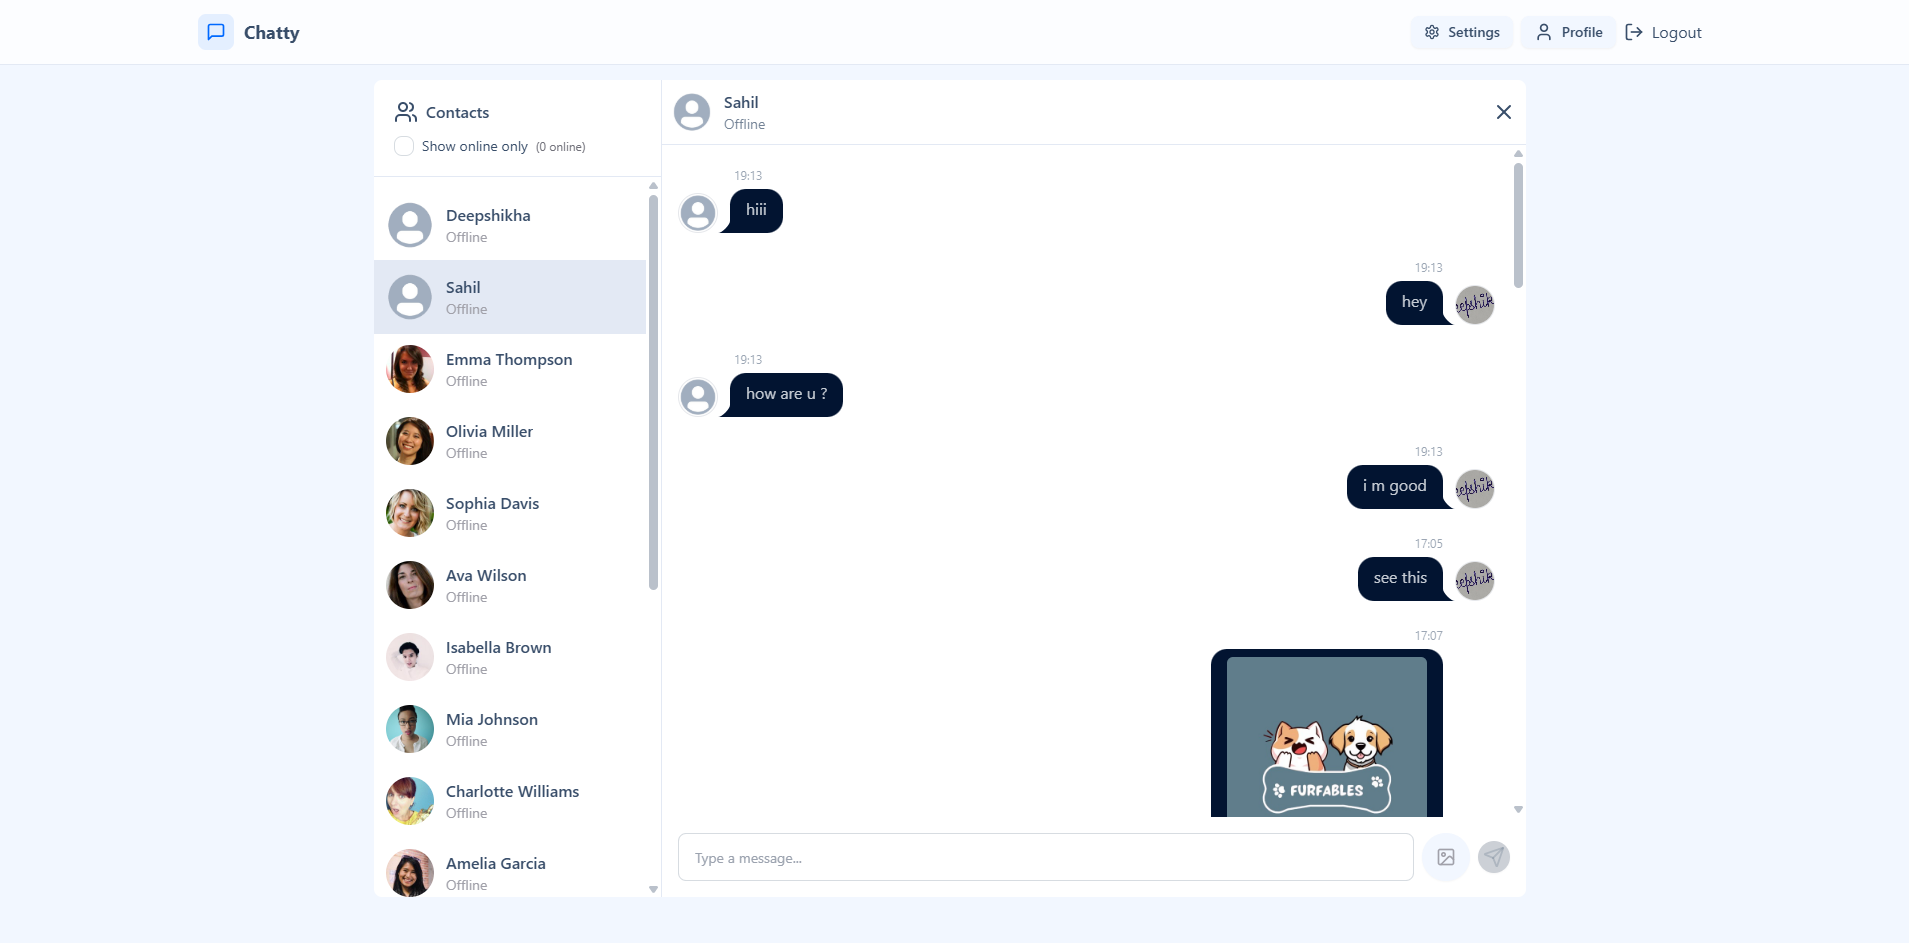 Chatty
Settings
Profile
Logout
Contacts
Show online only (0 online)
Deepshikha
Offline
Sahil
Offline
Emma Thompson
Offline
Olivia Miller
Offline
Sophia Davis
Offline
Ava Wilson
Offline
Isabella Brown
Offline
Mia Johnson
Offline
Charlotte Williams
Offline
Amelia Garcia
Offline
Sahil
Offline
19:13
hiii
19:13
hey
19:13
how are u ?
19:13
i m good
17:05
see this
17:07
FURFABLES
Type a message...